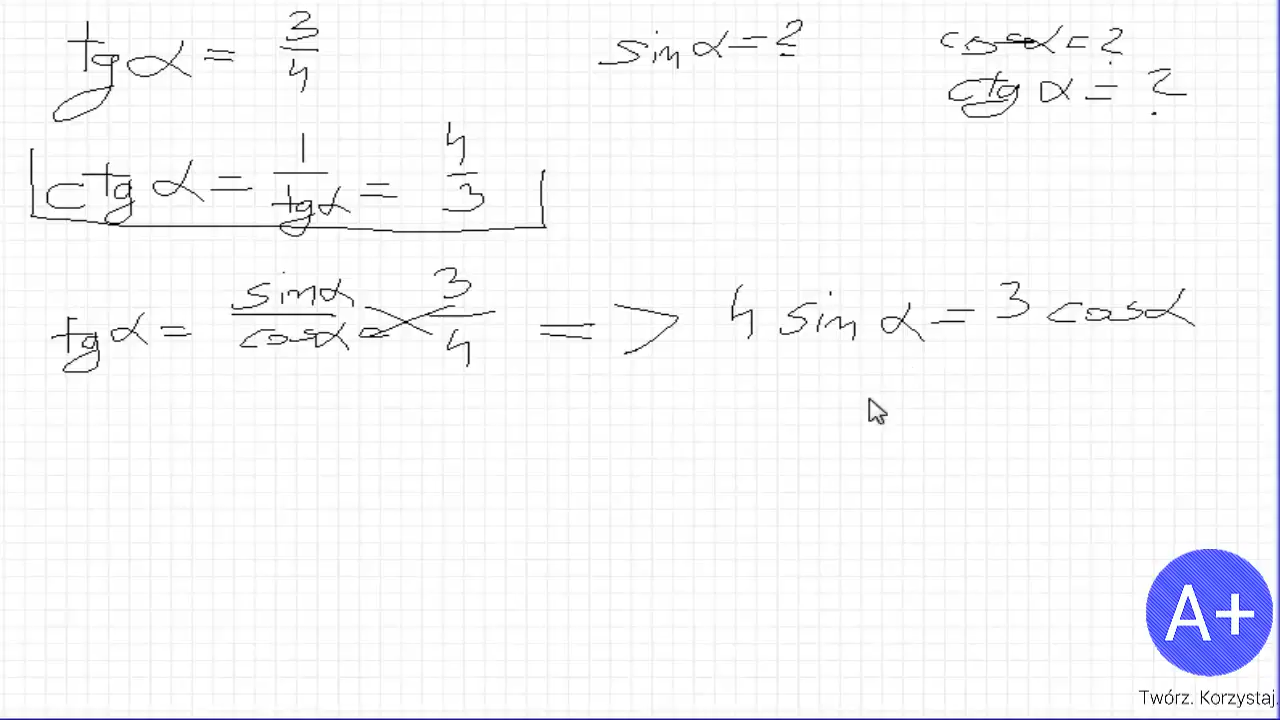 tgα = 3/4 sinα = ? cosα = ?
ctgα = ?
ctgα = 1/tgα = 4/3
tgα = sinα/cosα = 3/4 => 4 sinα = 3 cosα
A+
Twórz. Korzystaj.